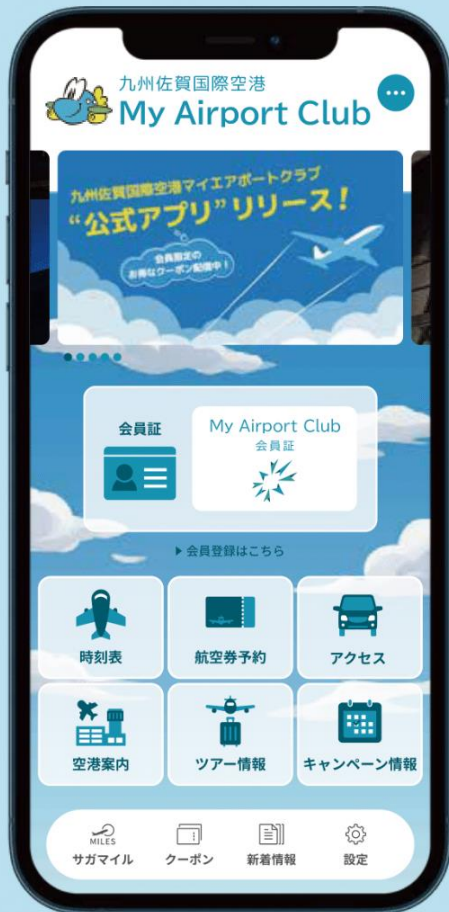 九州佐賀国際空港
My Airport Club
九州佐賀国際空港マイエアポートクラブ
“公式アプリ”リリース！
会員限定の
お得なクーポン配信中！
会員証
My Airport Club
会員証
▶会員登録はこちら
時刻表
航空券予約
アクセス
空港案内
ツアー情報
キャンペーン情報
MILES
サガマイル
クーポン
新着情報
設定